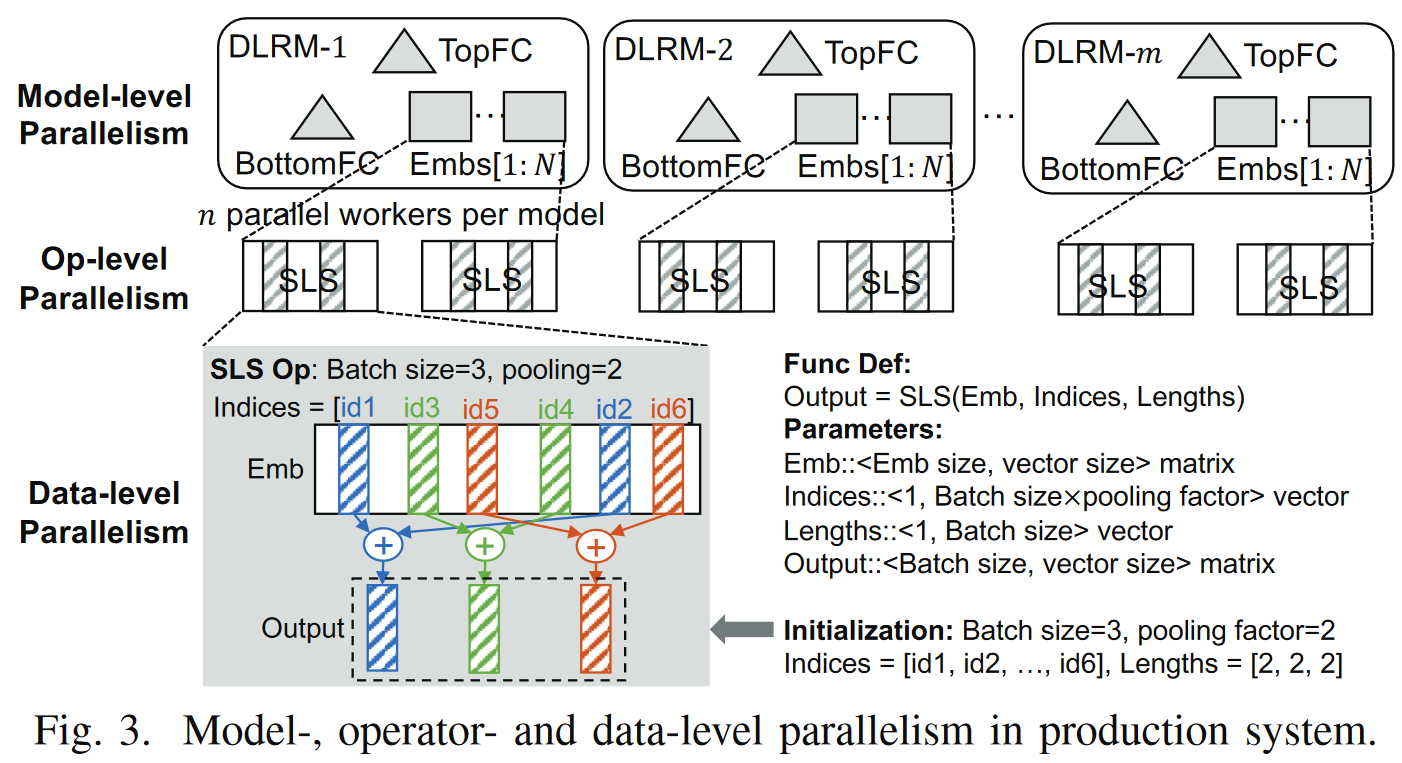 DLRM-1 TopFC
BottomFC Embs[1: N]
DLRM-2 TopFC
BottomFC Embs[1: N]
...
DLRM-m TopFC
BottomFC Embs[1: N]
Model-level
Parallelism
n parallel workers per model
Op-level
Parallelism
SLS SLS SLS SLS SLS SLS
Data-level
Parallelism
SLS Op: Batch size=3, pooling=2
Indices = [id1 id3 id5 id4 id2 id6]
Emb
+ + +
Output
Func Def:
Output = SLS(Emb, Indices, Lengths)
Parameters:
Emb::<Emb size, vector size> matrix
Indices::<1, Batch size×pooling factor> vector
Lengths::<1, Batch size> vector
Output::<Batch size, vector size> matrix
Initialization: Batch size=3, pooling factor=2
Indices = [id1, id2, …, id6], Lengths = [2, 2, 2]
Fig. 3. Model-, operator- and data-level parallelism in production system.